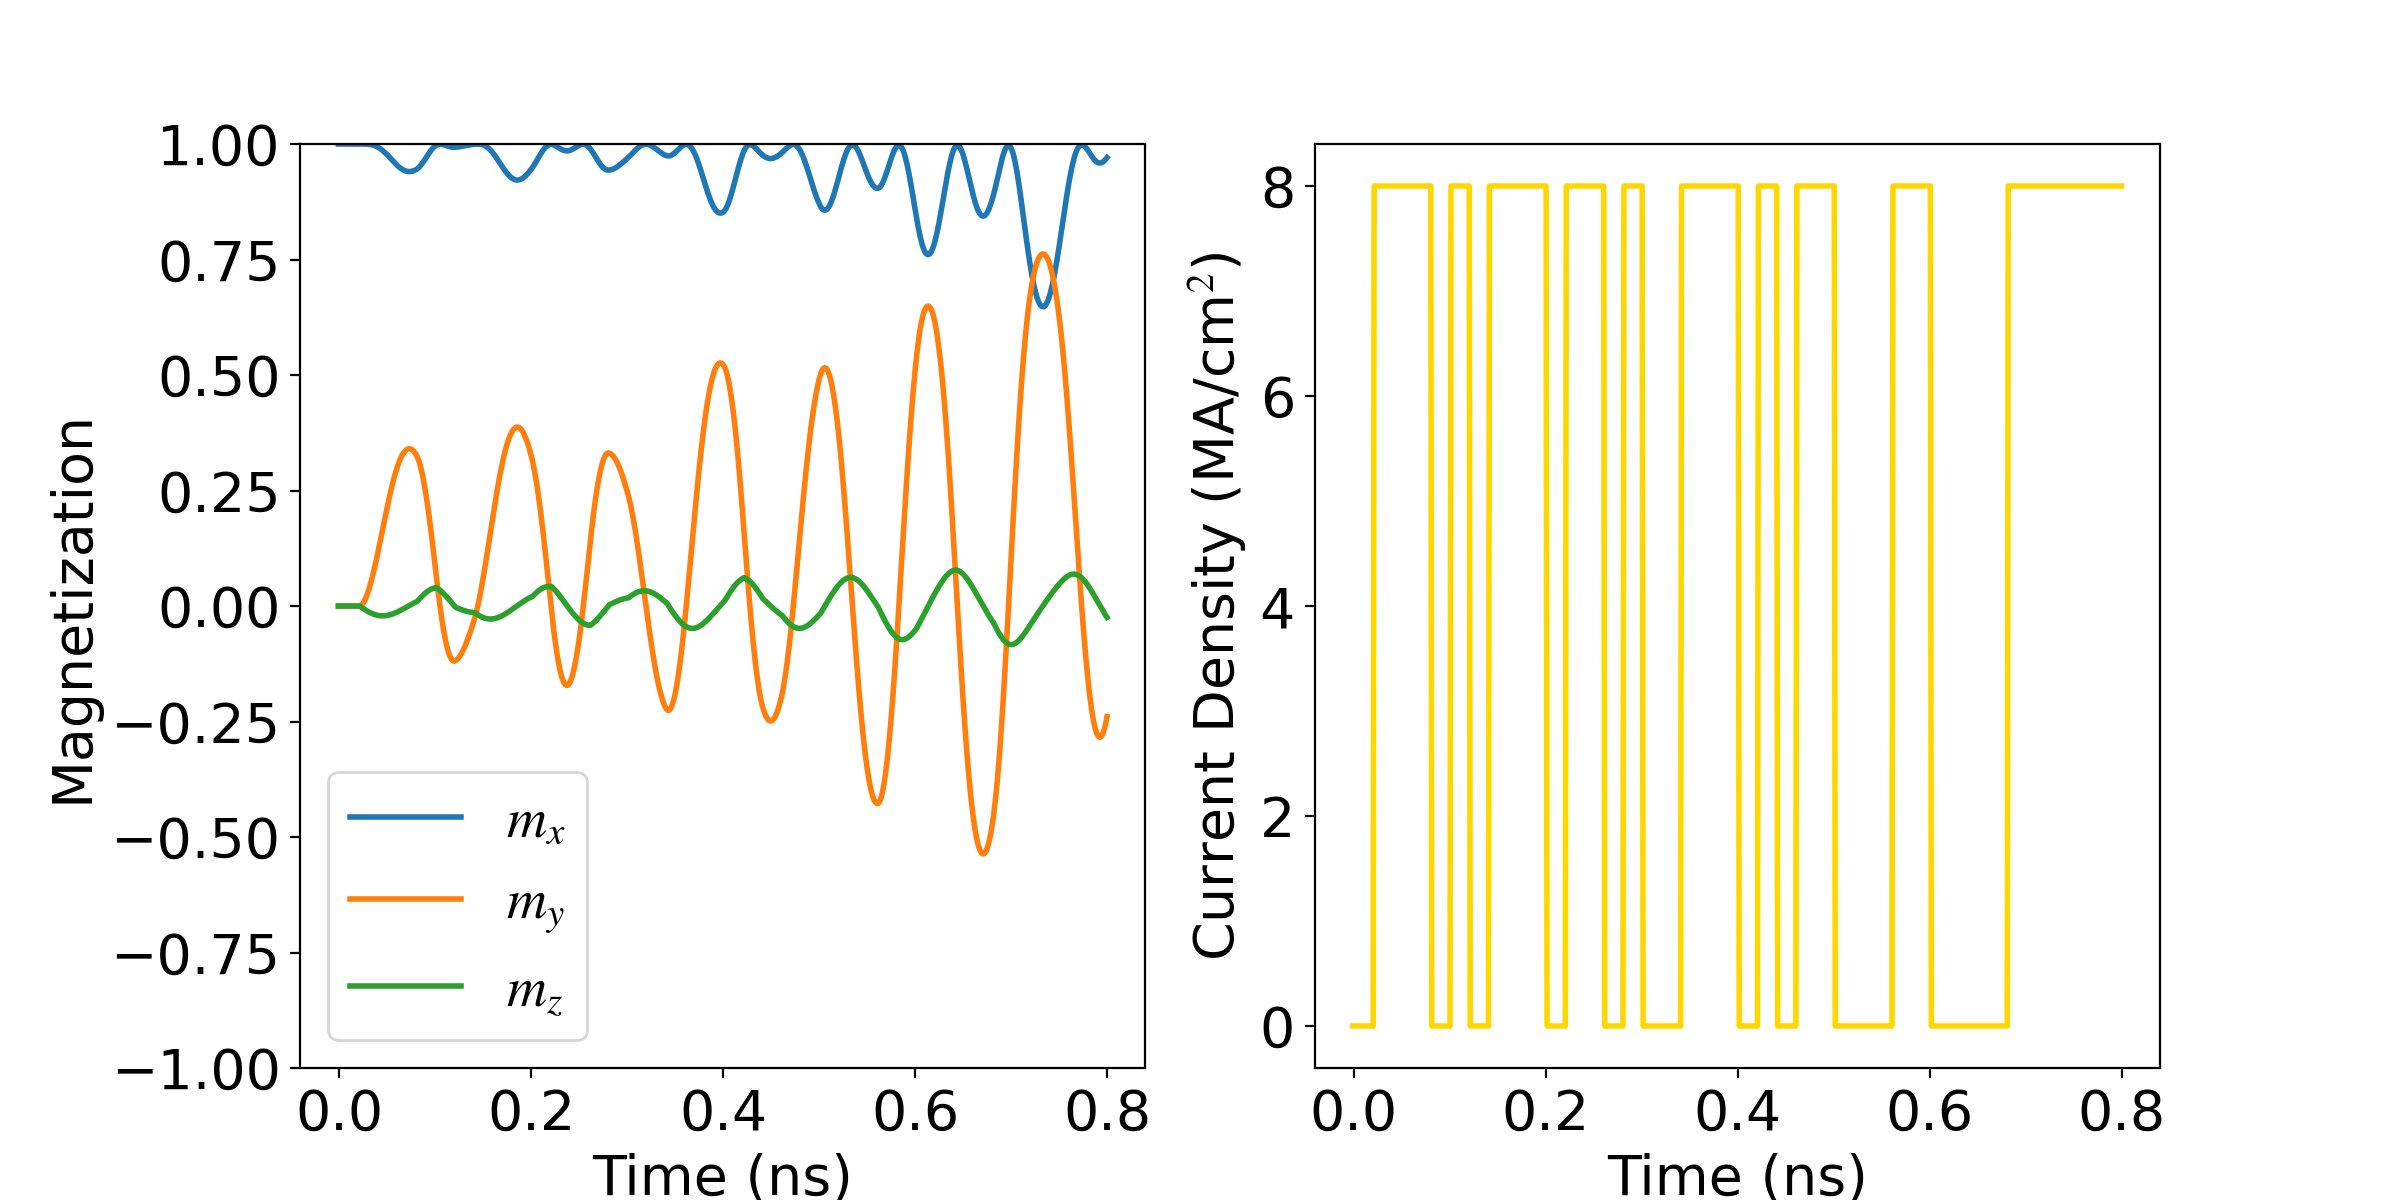 Magnetization
1.00
0.75
0.50
0.25
0.00
−0.25
−0.50
−0.75
−1.00
m_x
m_y
m_z
0.0 0.2 0.4 0.6 0.8
Time (ns)
Current Density (MA/cm²)
8
6
4
2
0
0.0 0.2 0.4 0.6 0.8
Time (ns)